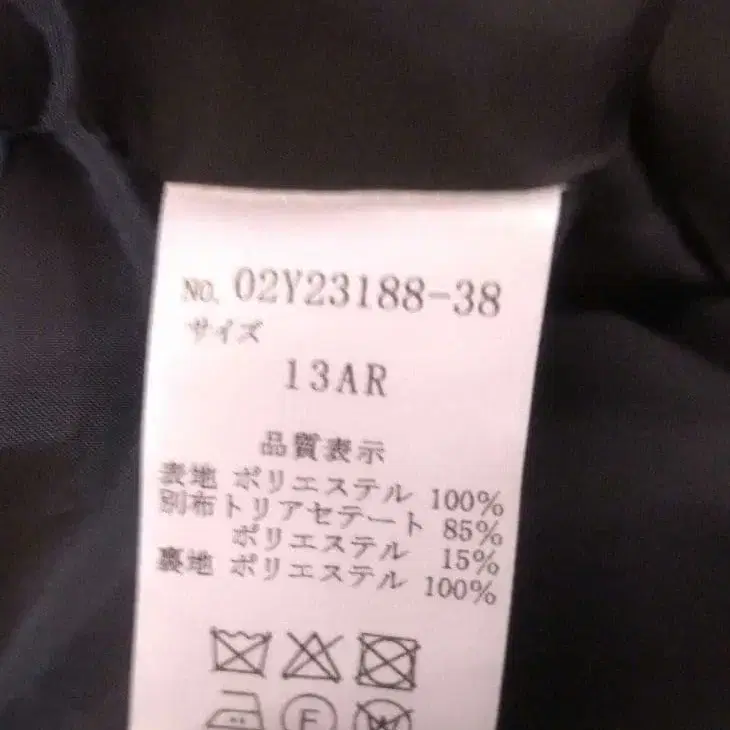 NO. 02Y23188-38
サイズ
13AR
品質表示
表地 ポリエステル 100%
別布トリアセテート 85%
ポリエステル 15%
裏地 ポリエステル 100%
F
W